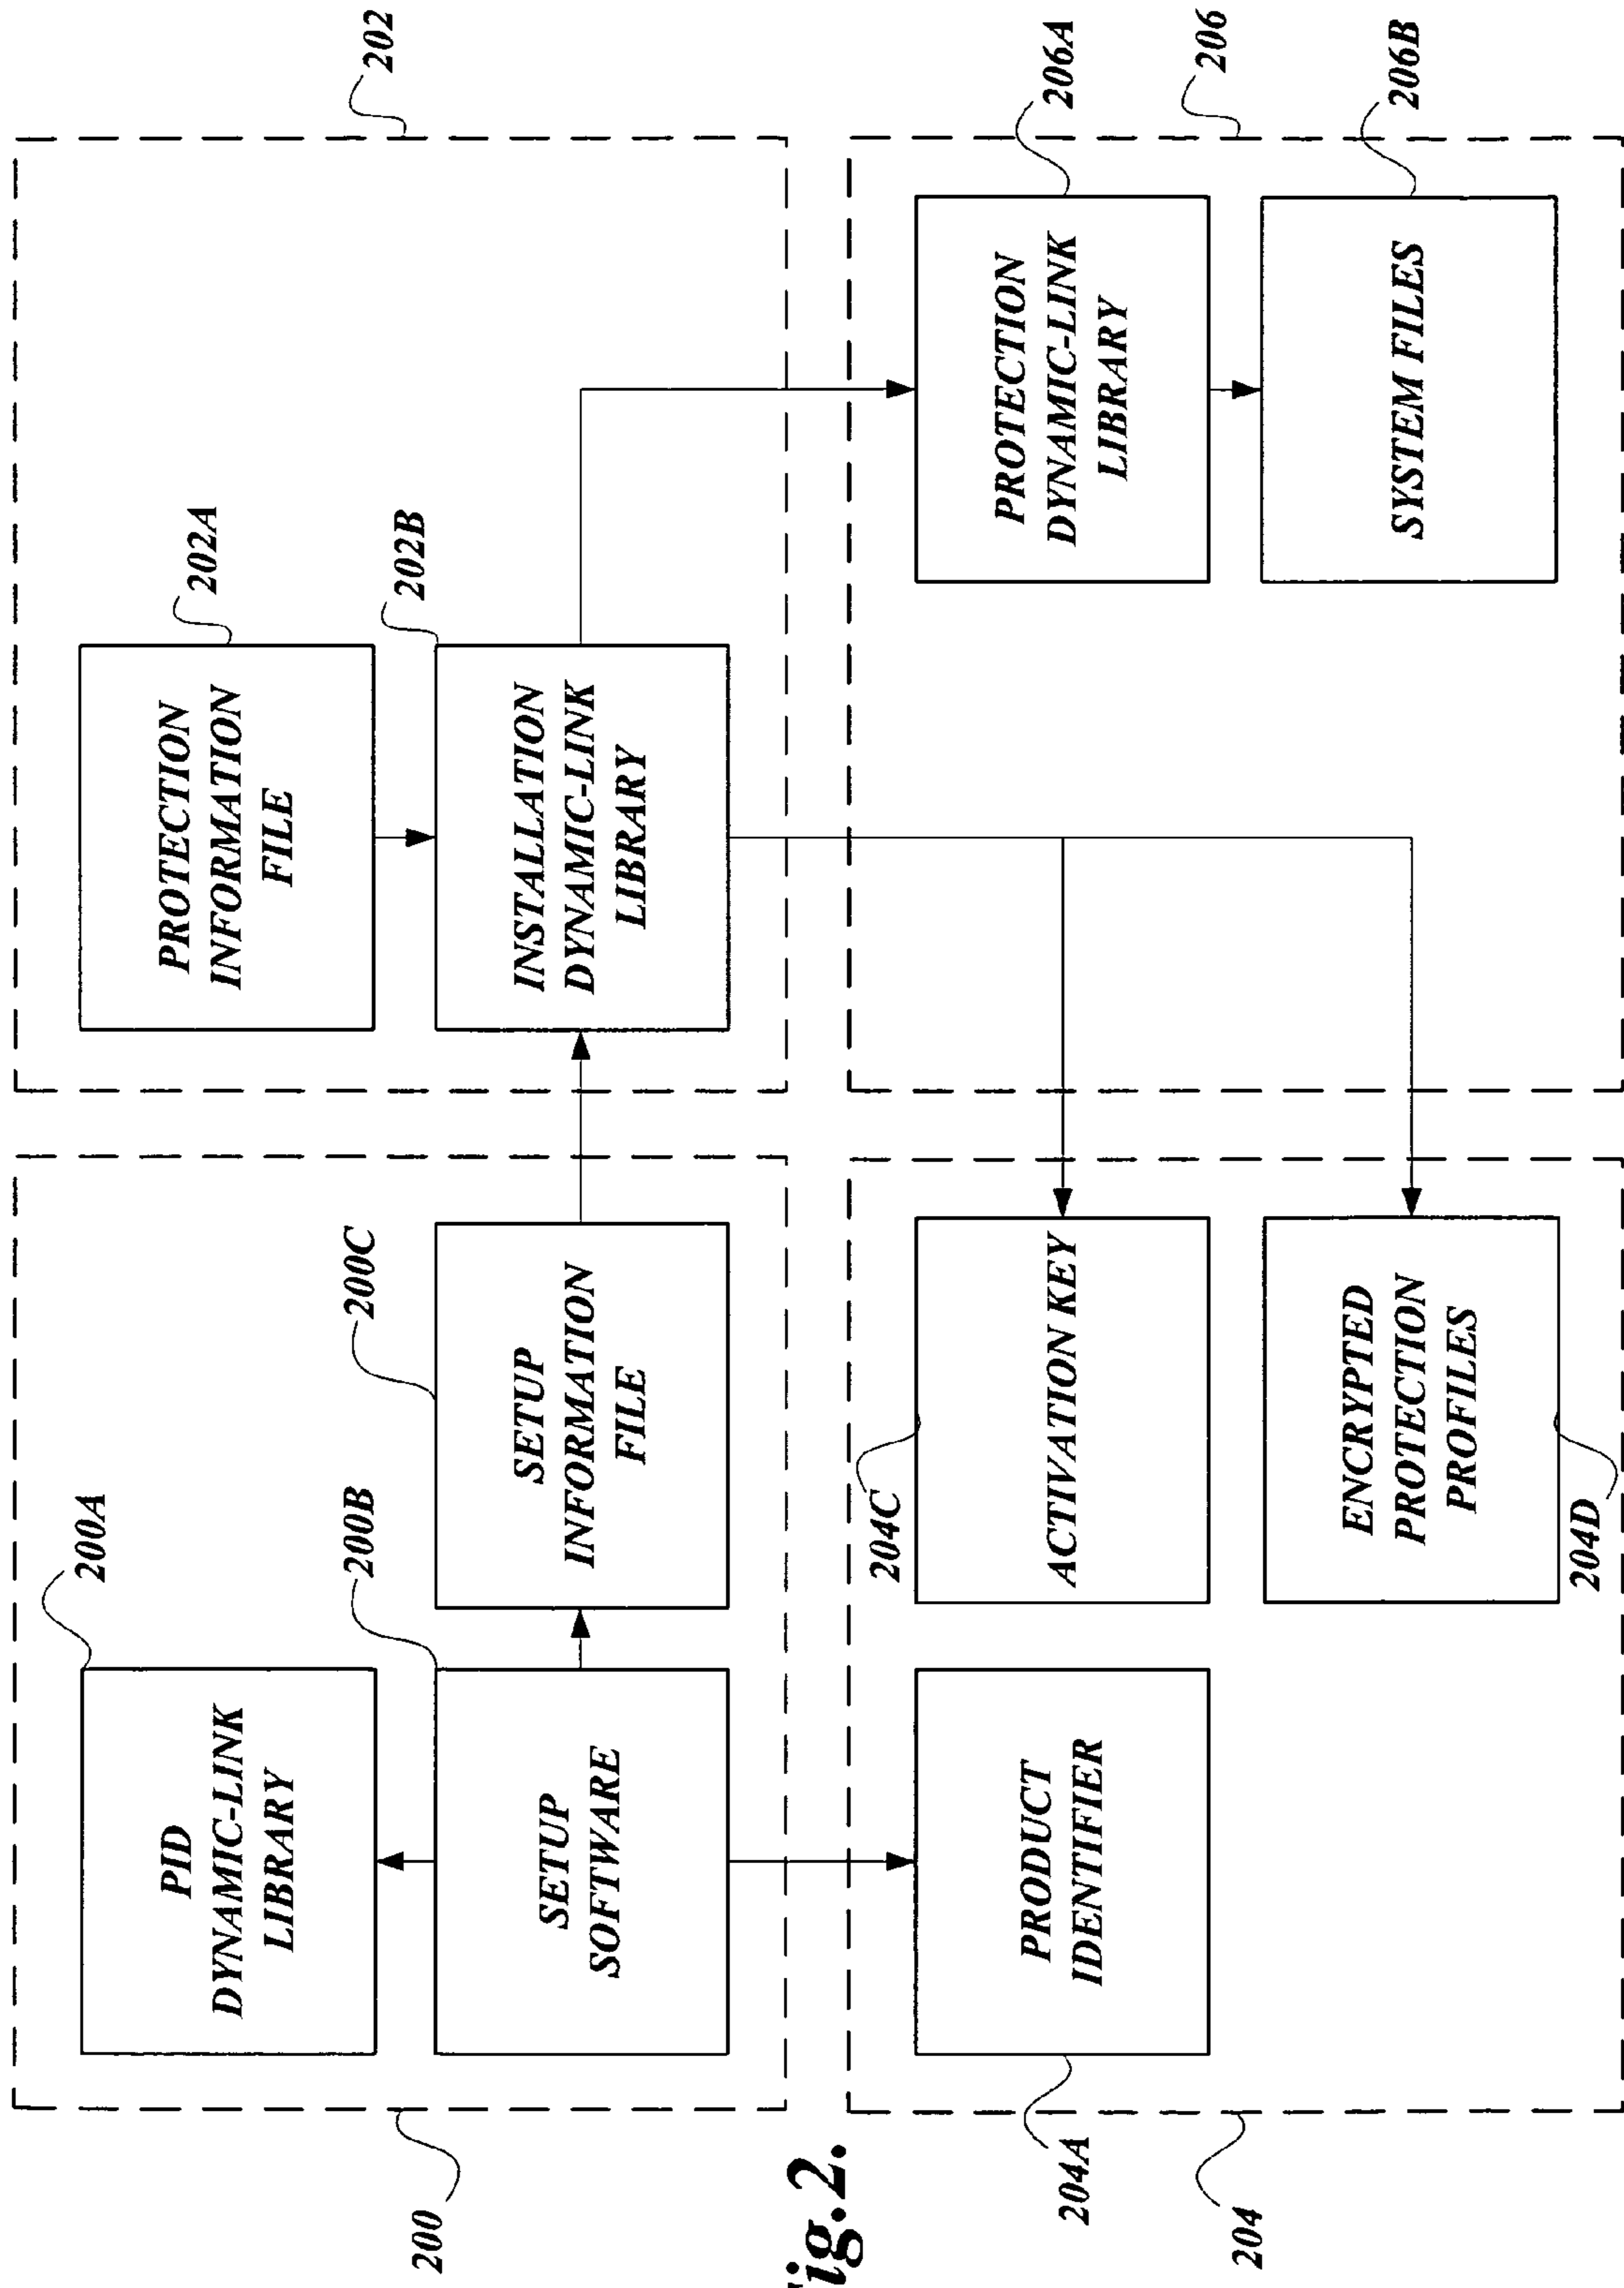 200A
PID
DYNAMIC-LINK
LIBRARY
200B
SETUP
SOFTWARE
200C
SETUP
INFORMATION
FILE
200
202A
PROTECTION
INFORMATION
FILE
202B
INSTALLATION
DYNAMIC-LINK
LIBRARY
202
204A
PRODUCT
IDENTIFIER
204C
ACTIVATION KEY
204D
ENCRYPTED
PROTECTION
PROFILES
204
206A
PROTECTION
DYNAMIC-LINK
LIBRARY
206
206B
SYSTEM FILES
Fig.2.